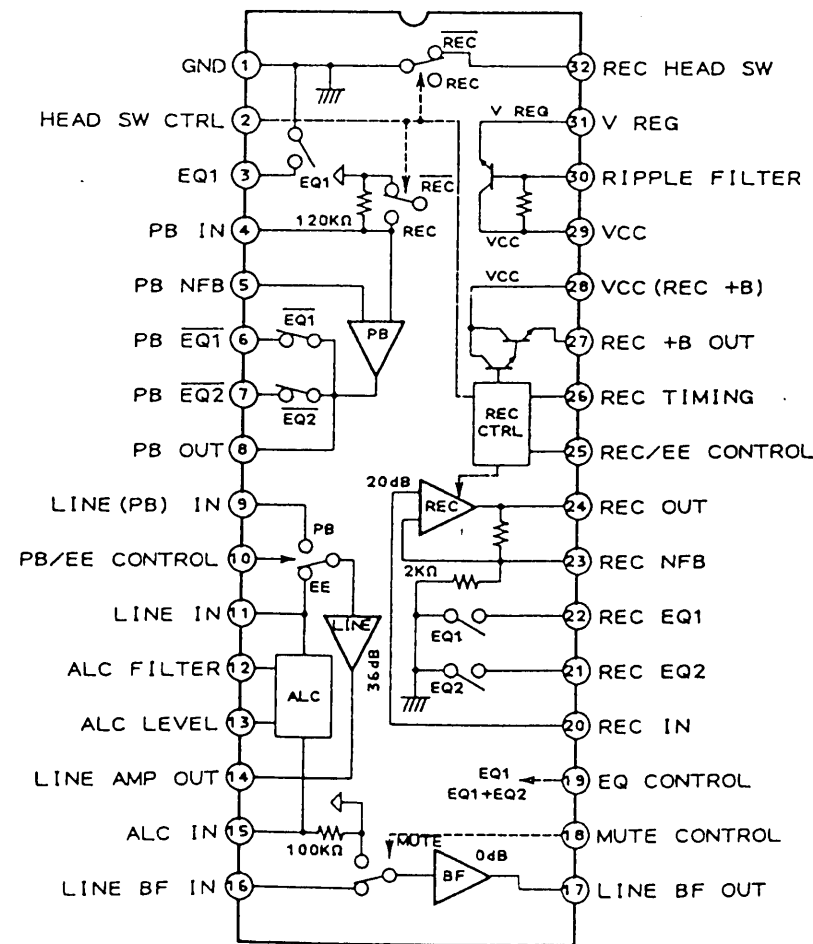 GND 1
HEAD SW CTRL 2
EQ1 3
PB IN 4
PB NFB 5
PB EQ1 6
PB EQ2 7
PB OUT 8
LINE(PB) IN 9
PB/EE CONTROL 10
LINE IN 11
ALC FILTER 12
ALC LEVEL 13
LINE AMP OUT 14
ALC IN 15
LINE BF IN 16
REC
REC
EQ1
REC
120KΩ
REC
PB
EQ1
EQ2
PB
EE
LINE
36dB
ALC
100KΩ
MUTE
BF
0dB
V REG
VCC
VCC
REC
CTRL
20dB
REC
2KΩ
EQ1
EQ2
EQ1
EQ1+EQ2
32 REC HEAD SW
31 V REG
30 RIPPLE FILTER
29 VCC
28 VCC(REC +B)
27 REC +B OUT
26 REC TIMING
25 REC/EE CONTROL
24 REC OUT
23 REC NFB
22 REC EQ1
21 REC EQ2
20 REC IN
19 EQ CONTROL
18 MUTE CONTROL
17 LINE BF OUT